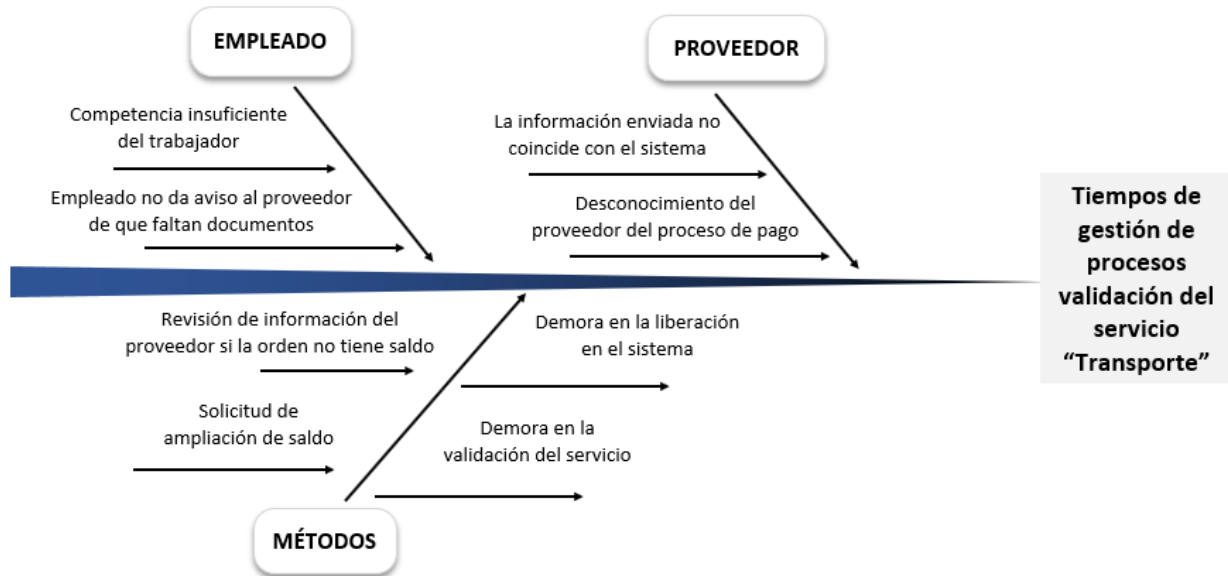 EMPLEADO
PROVEEDOR
Competencia insuficiente
del trabajador
Empleado no da aviso al proveedor
de que faltan documentos
La información enviada no
coincide con el sistema
Desconocimiento del
proveedor del proceso de pago
Tiempos de
gestión de
procesos
validación del
servicio
“Transporte”
Revisión de información del
proveedor si la orden no tiene saldo
Solicitud de
ampliación de saldo
Demora en la liberación
en el sistema
Demora en la
validación del servicio
MÉTODOS